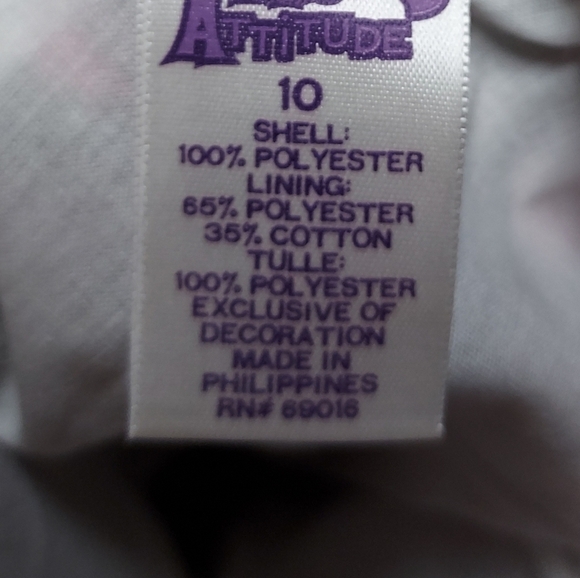 ATTITUDE
10
SHELL:
100% POLYESTER
LINING:
65% POLYESTER
35% COTTON
TULLE:
100% POLYESTER
EXCLUSIVE OF
DECORATION
MADE IN
PHILIPPINES
RN# 69016